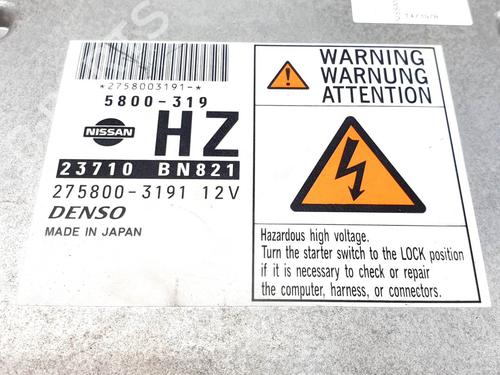 *2758003191-*
5800-319
NISSAN
HZ
23710 BN821
275800-3191 12V
DENSO
MADE IN JAPAN
WARNING
WARNUNG
ATTENTION
Hazardous high voltage.
Turn the starter switch to the LOCK position
if it is necessary to check or repair
the computer, harness, or connectors.